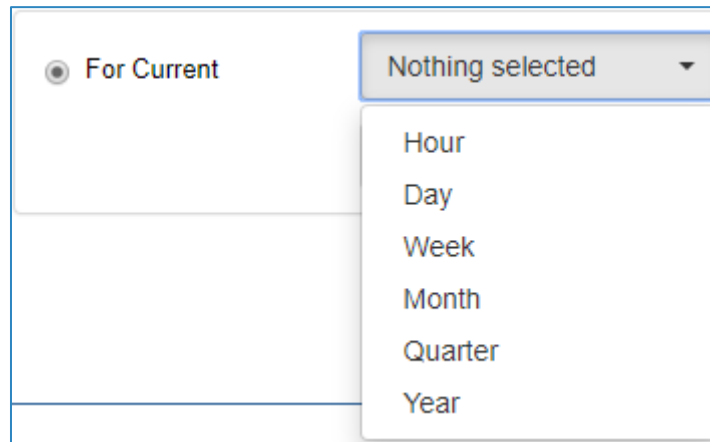 For Current
Nothing selected
Hour
Day
Week
Month
Quarter
Year